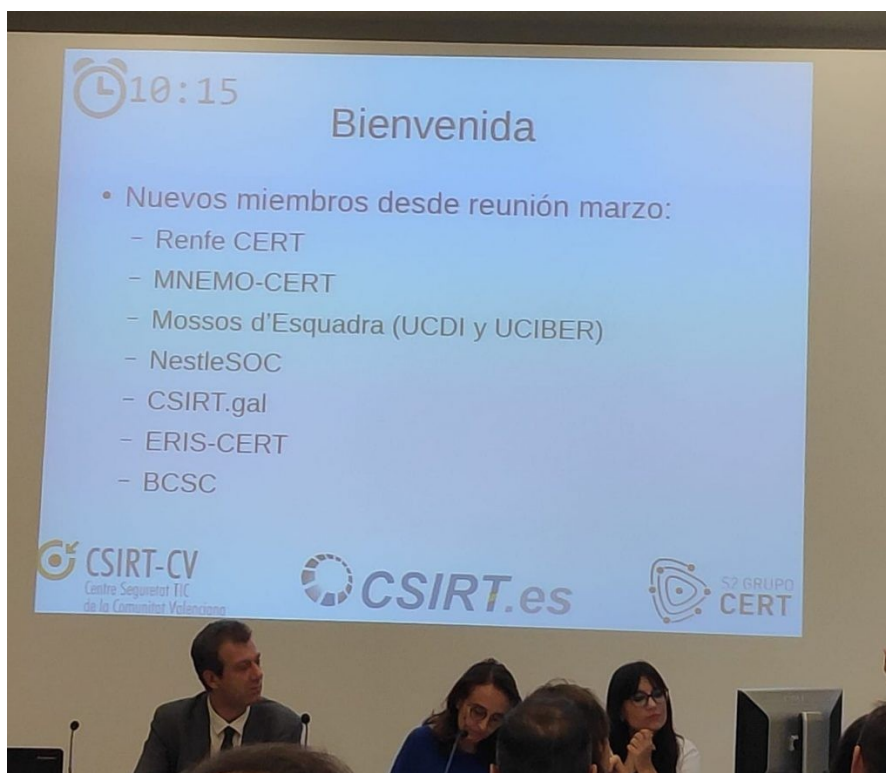 10:15
Bienvenida
• Nuevos miembros desde reunión marzo:
– Renfe CERT
– MNEMO-CERT
– Mossos d'Esquadra (UCDI y UCIBER)
– NestleSOC
– CSIRT.gal
– ERIS-CERT
– BCSC
CSIRT-CV
Centre Seguretat TIC
de la Comunitat Valenciana
CSIRT.es
S2 GRUPO
CERT